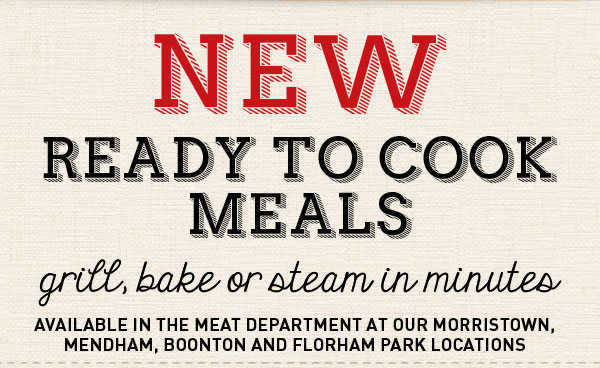 NEW
READY TO COOK
MEALS
grill, bake or steam in minutes
AVAILABLE IN THE MEAT DEPARTMENT AT OUR MORRISTOWN,
MENDHAM, BOONTON AND FLORHAM PARK LOCATIONS